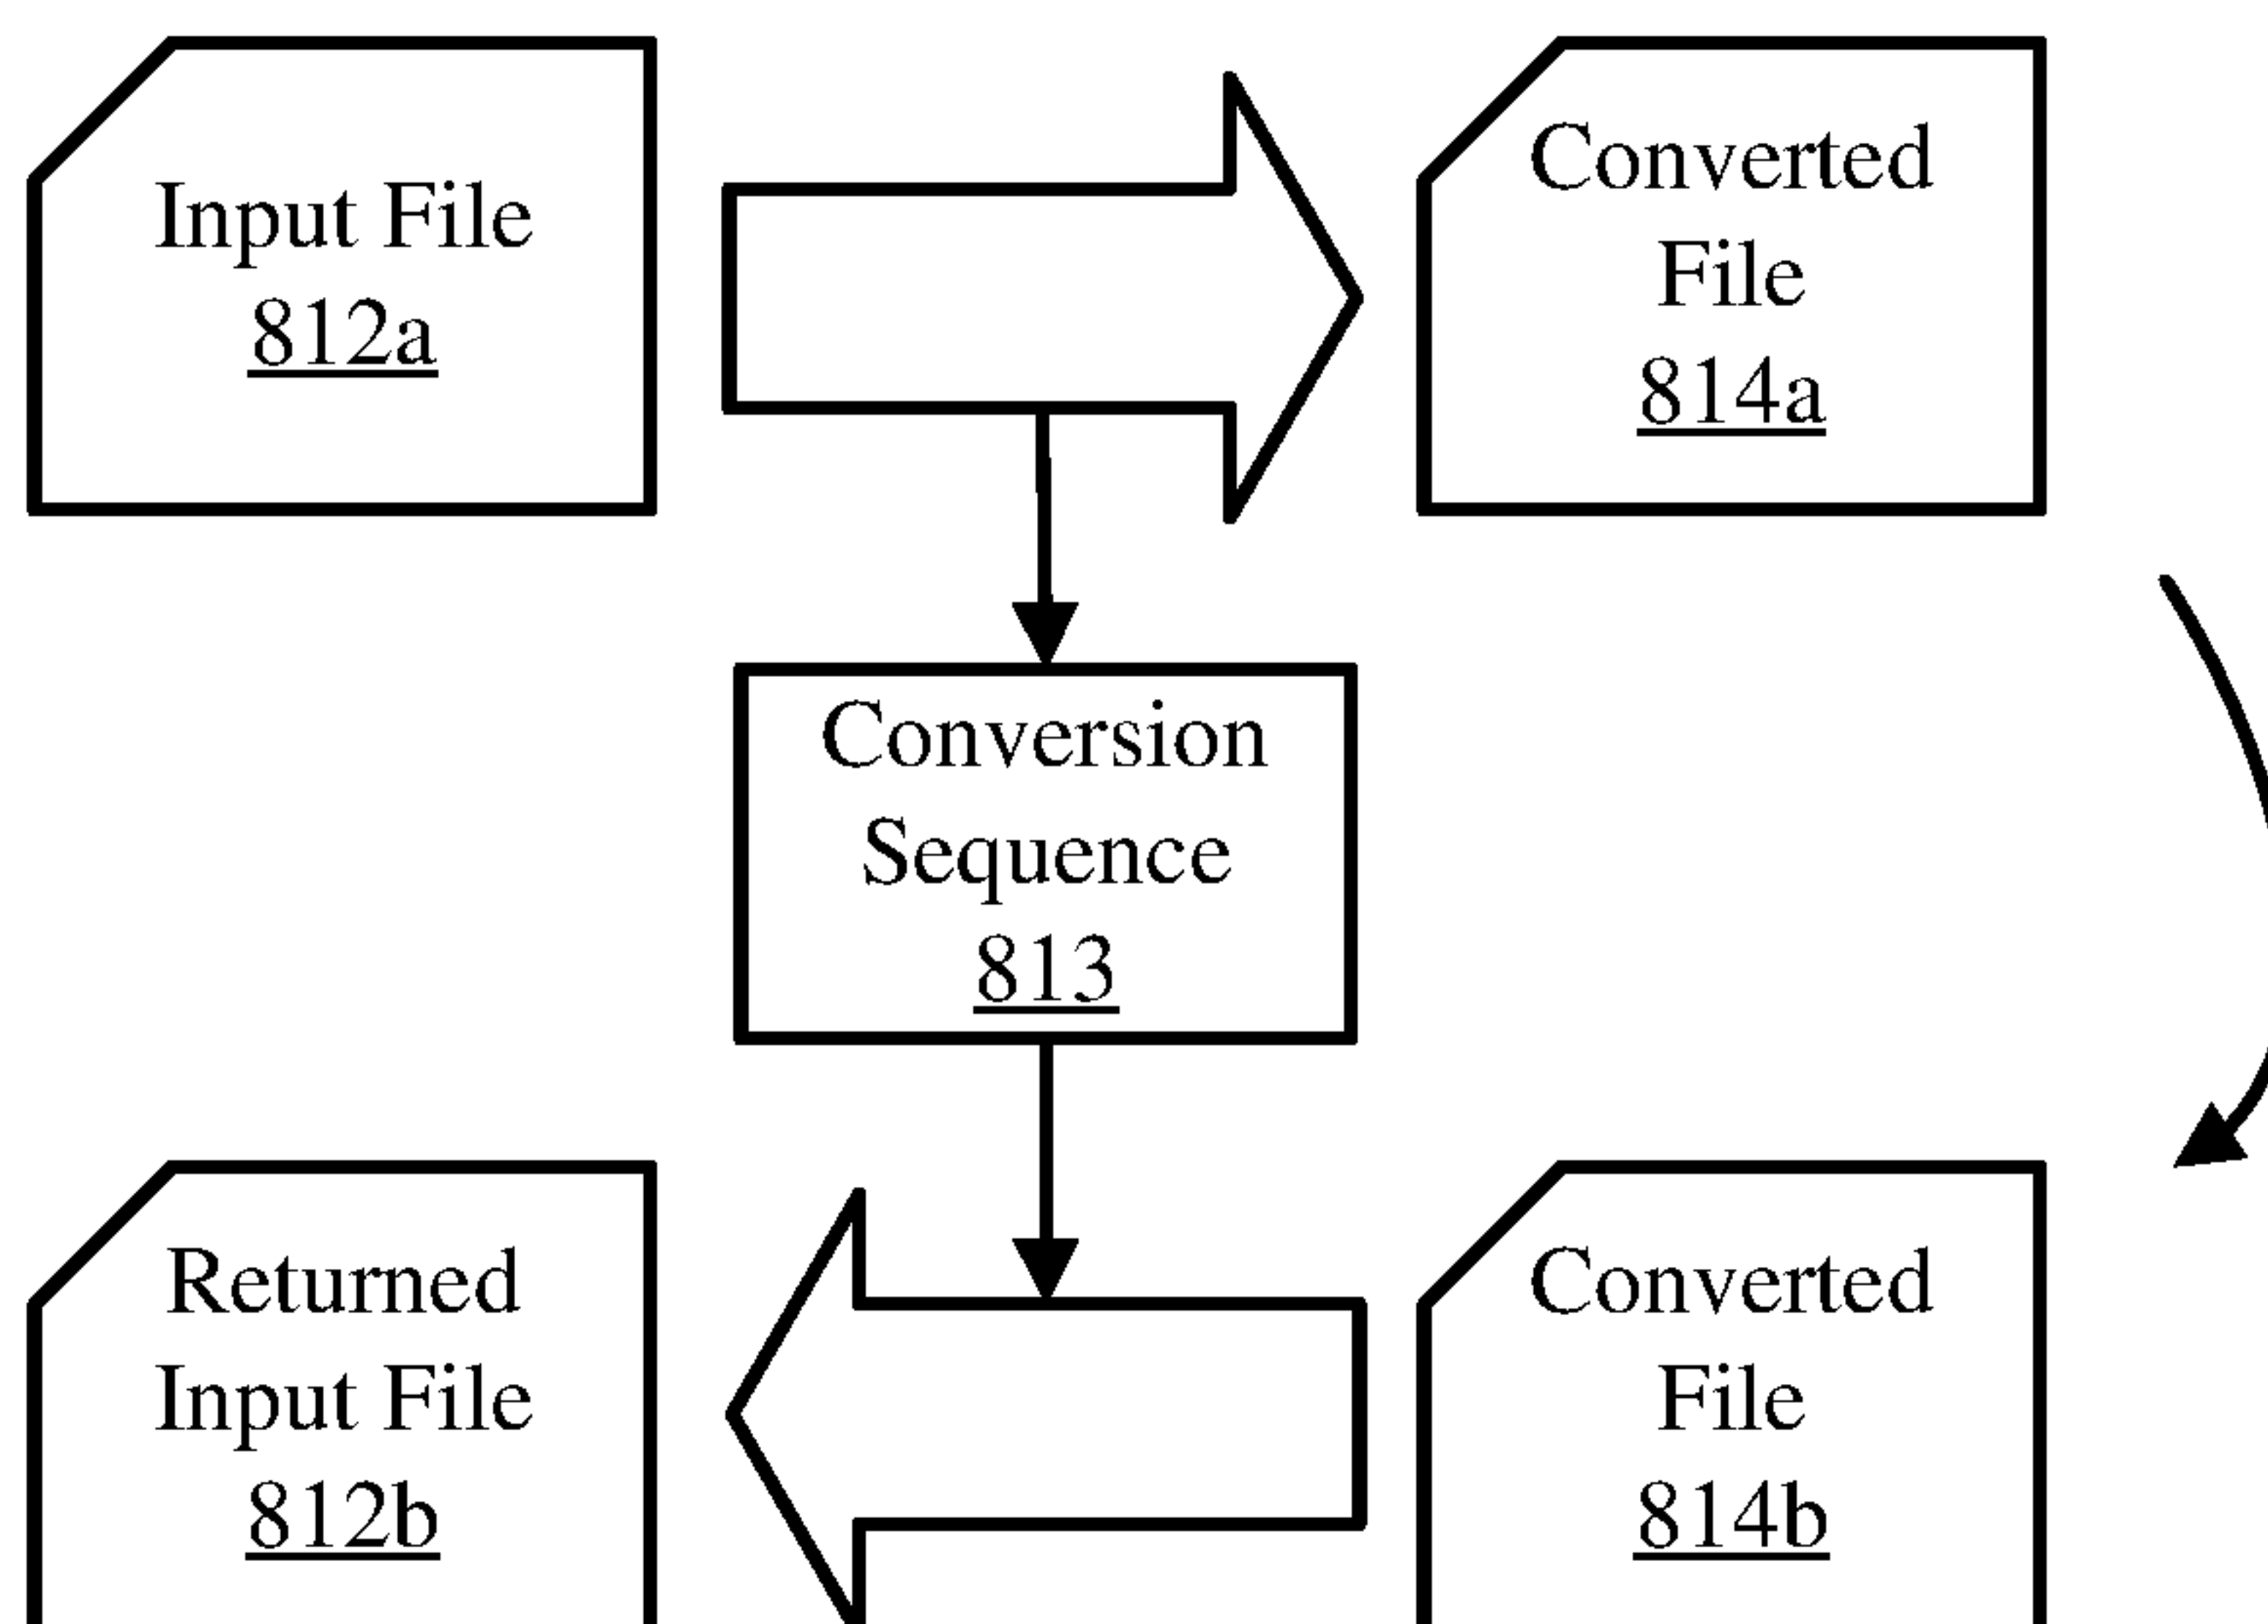 Input File
812a
Converted
File
814a
Conversion
Sequence
813
Returned
Input File
812b
Converted
File
814b